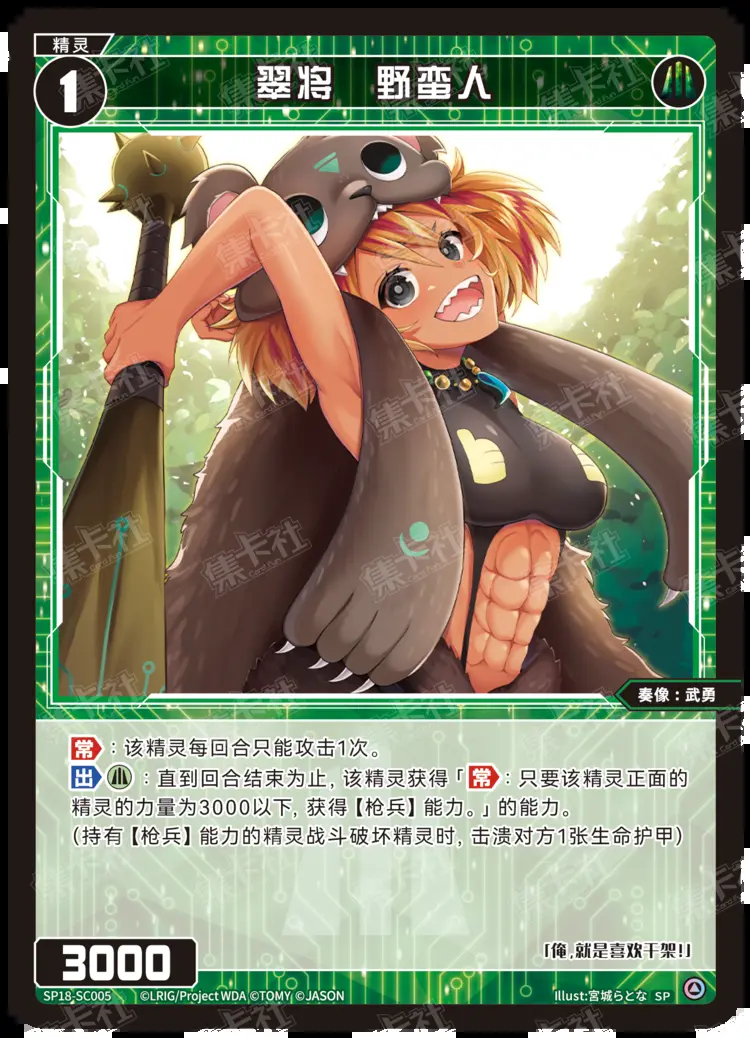 精灵
1
翠将 野蛮人
奏像：武勇
常：该精灵每回合只能攻击1次。
出：直到回合结束为止，该精灵获得「常：只要该精灵正面的
精灵的力量为3000以下，获得【枪兵】能力。」的能力。
（持有【枪兵】能力的精灵战斗破坏精灵时，击溃对方1张生命护甲）
「俺，就是喜欢干架!」
3000
SP18-SC005 ©LRIG/Project WDA ©TOMY ©JASON Illust:宮城らとな SP
集卡社